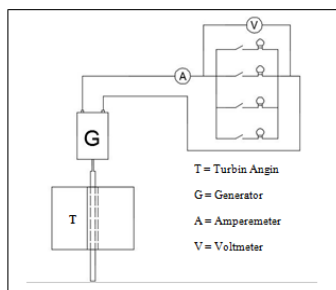 V
A
G
T
T = Turbin Angin
G = Generator
A = Amperemeter
V = Voltmeter